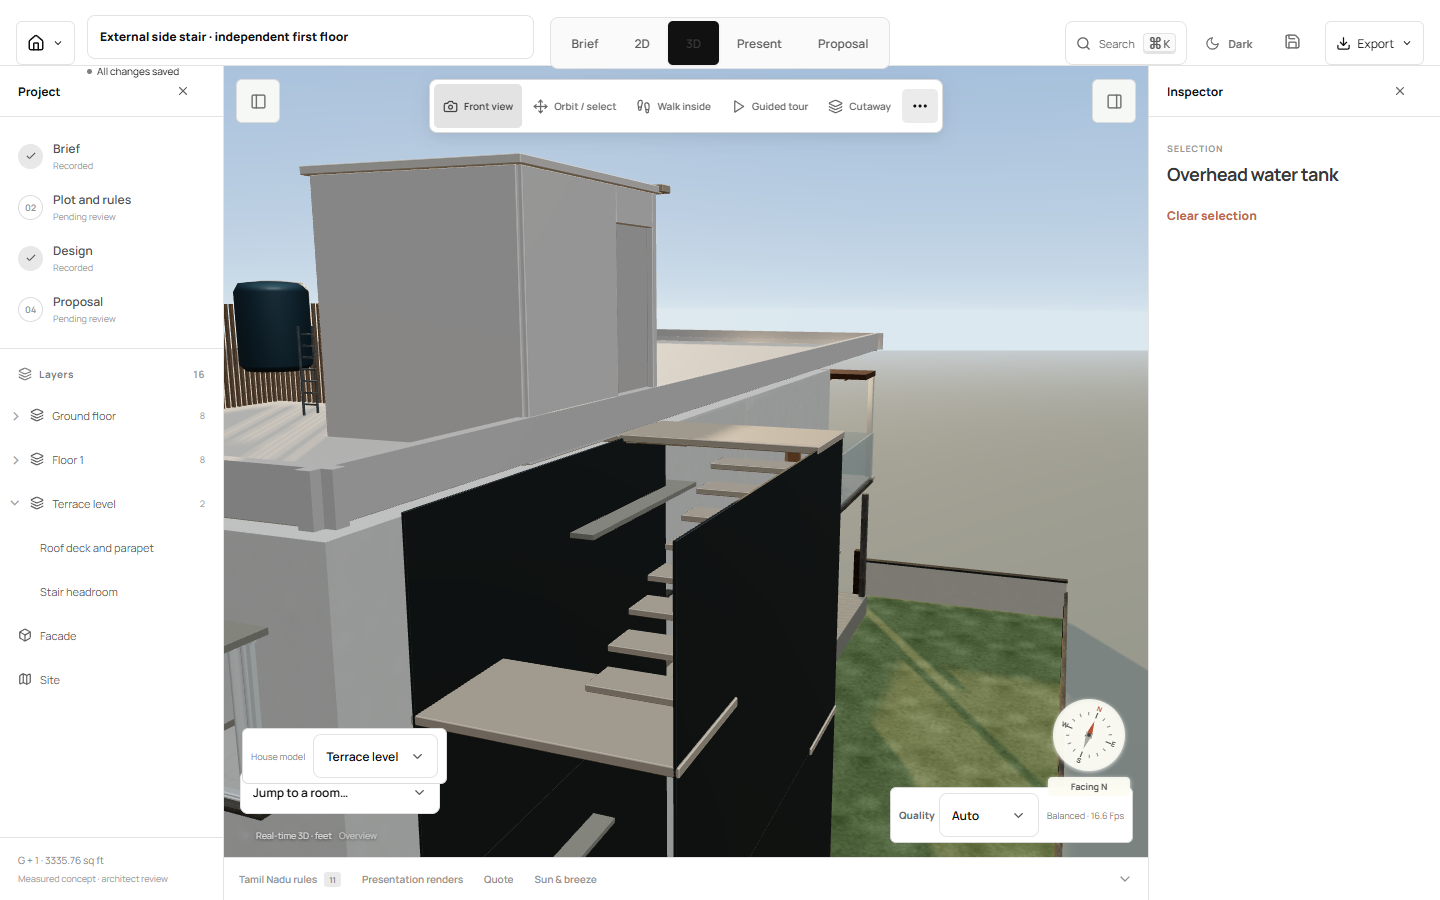 External side stair · independent first floor
All changes saved
Brief
2D
3D
Present
Proposal
Search
⌘K
Dark
Export
Project
Brief
Recorded
02
Plot and rules
Pending review
Design
Recorded
04
Proposal
Pending review
Layers 16
Ground floor 8
Floor 1 8
Terrace level 2
Roof deck and parapet
Stair headroom
Facade
Site
G + 1 · 3335.76 sq ft
Measured concept · architect review
Front view
Orbit / select
Walk inside
Guided tour
Cutaway
House model
Terrace level
Jump to a room...
Real-time 3D · feet Overview
N
E
S
W
Facing N
Quality
Auto
Balanced · 16.6 Fps
Tamil Nadu rules 11
Presentation renders
Quote
Sun & breeze
Inspector
SELECTION
Overhead water tank
Clear selection